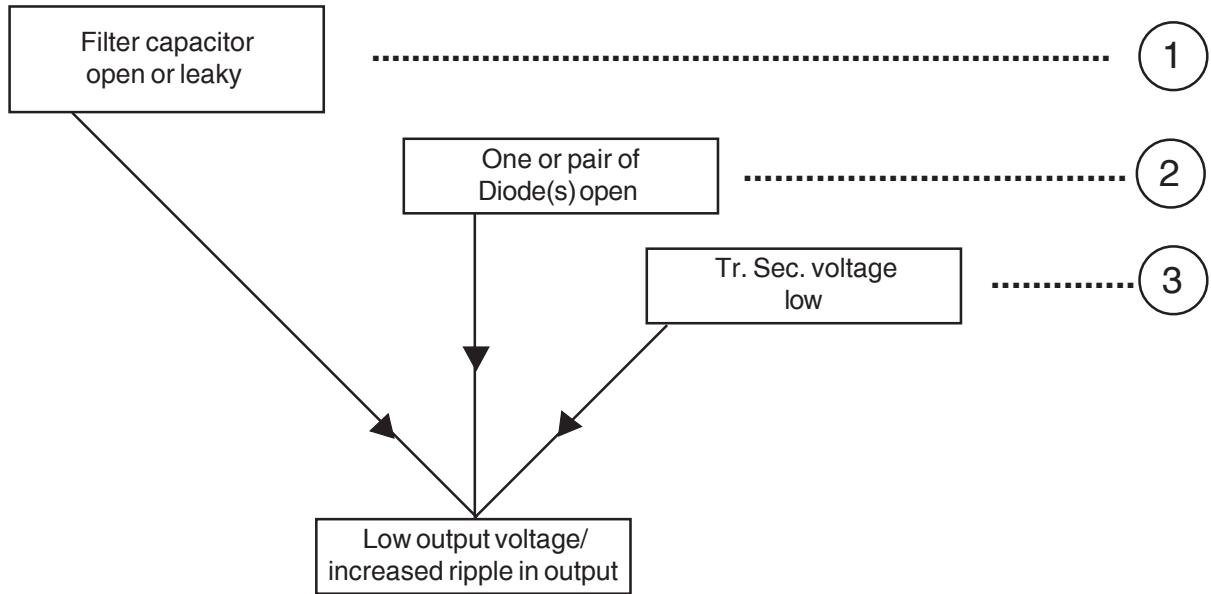 Filter capacitor
open or leaky
1
One or pair of
Diode(s) open
2
Tr. Sec. voltage
low
3
Low output voltage/
increased ripple in output